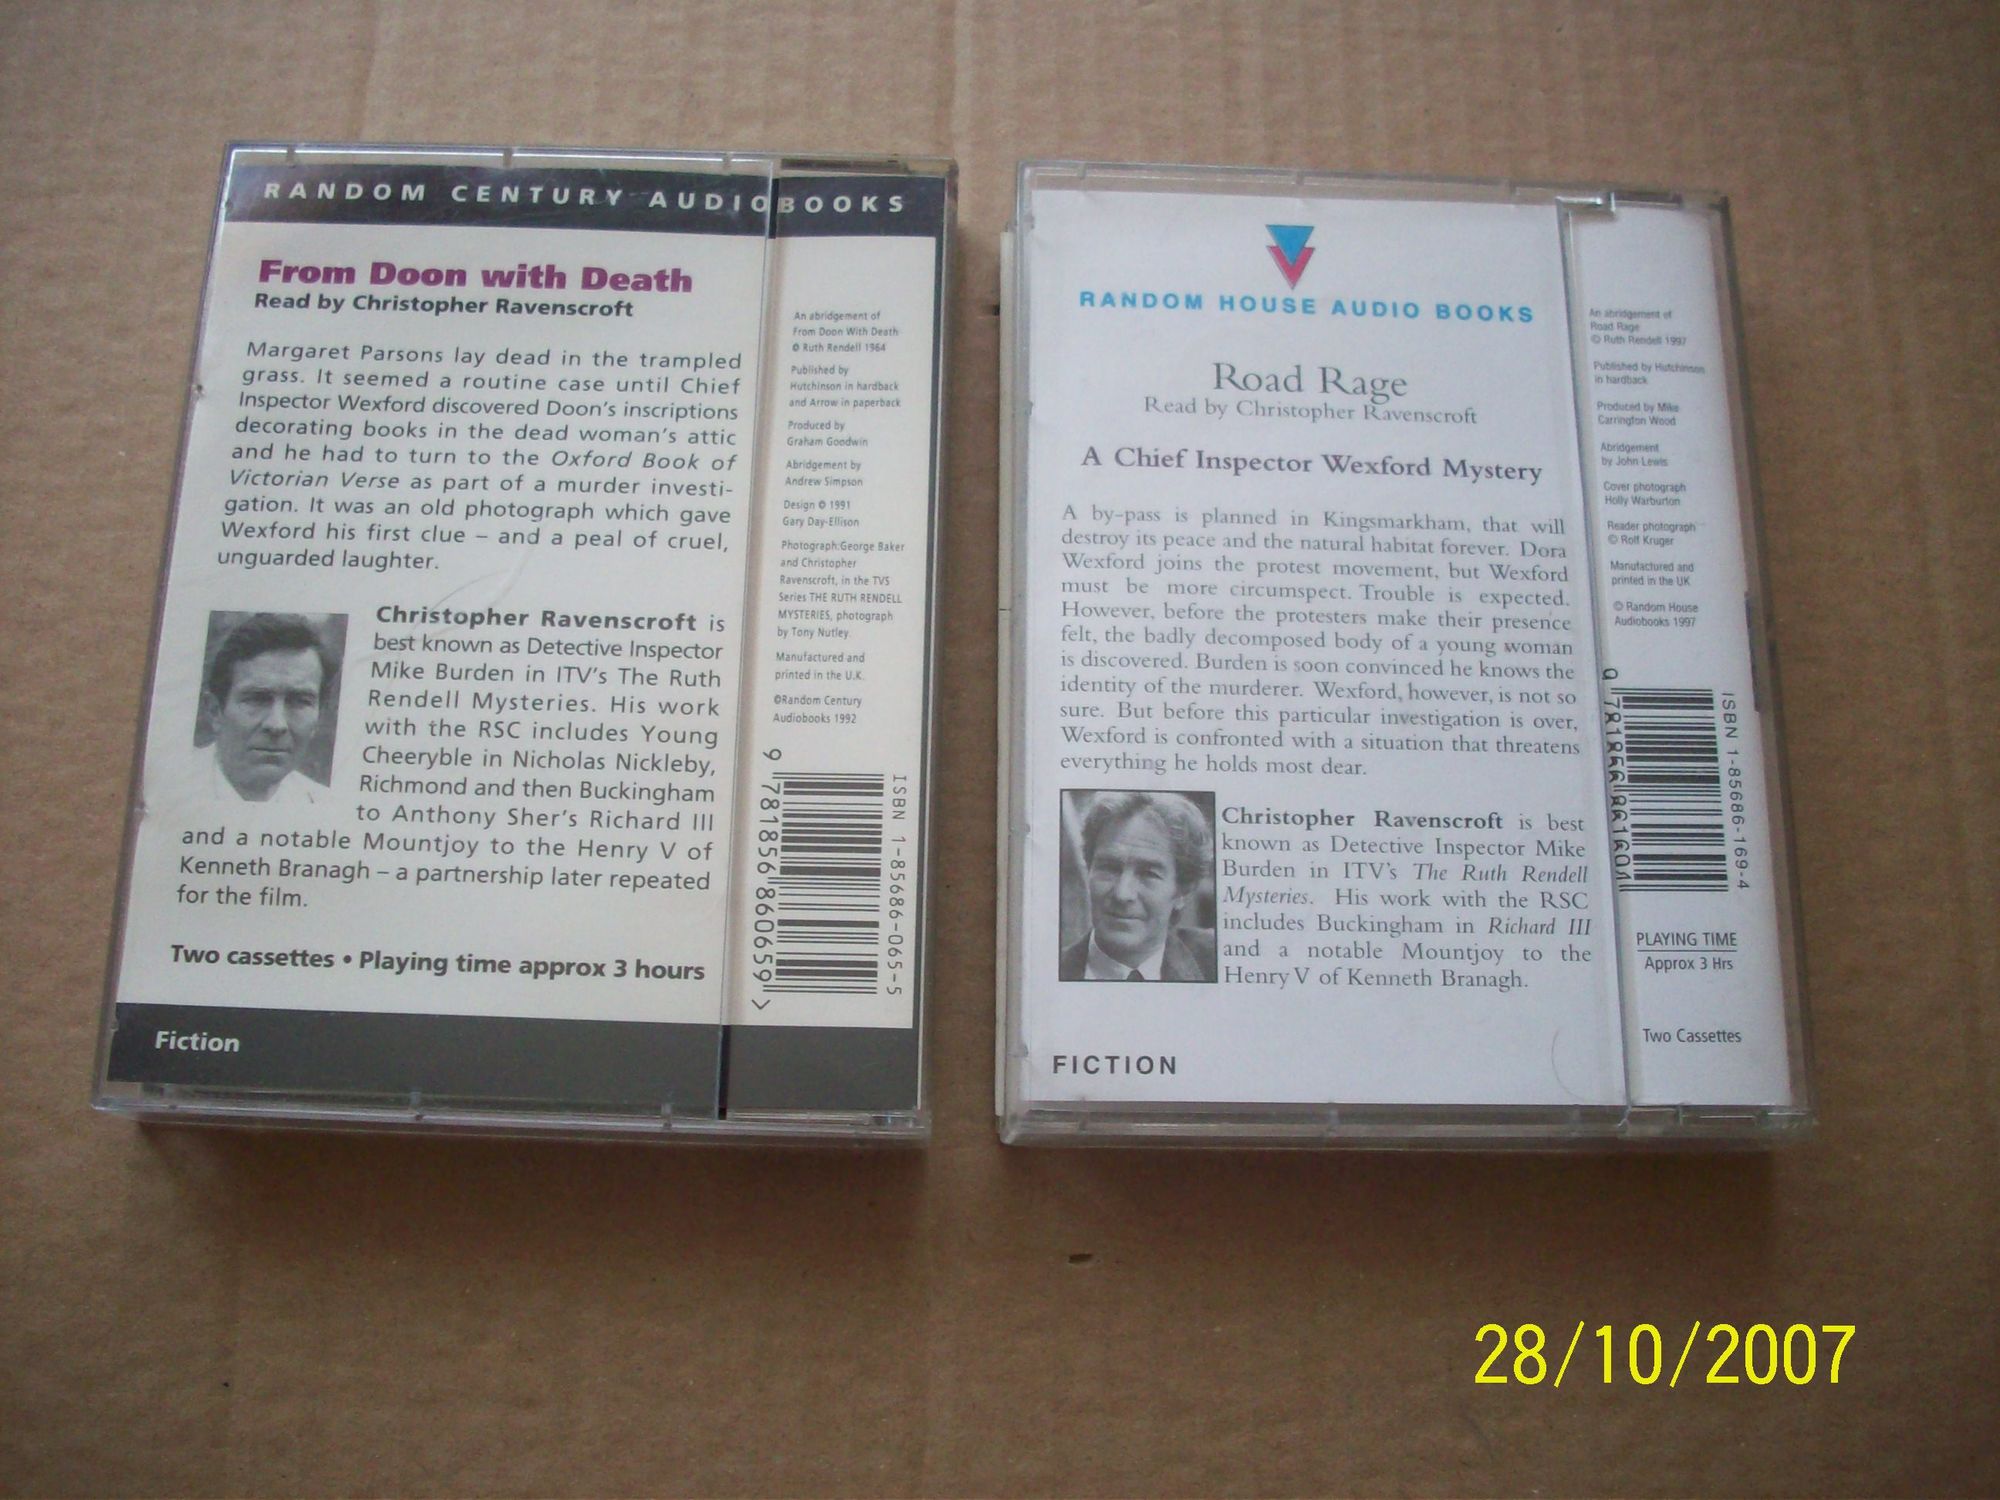 RANDOM CENTURY AUDIOBOOKS
From Doon with Death
Read by Christopher Ravenscroft
Margaret Parsons lay dead in the trampled
grass. It seemed a routine case until Chief
Inspector Wexford discovered Doon's inscriptions
decorating books in the dead woman's attic
and he had to turn to the Oxford Book of
Victorian Verse as part of a murder investi-
gation. It was an old photograph which gave
Wexford his first clue – and a peal of cruel,
unguarded laughter.
Christopher Ravenscroft is
best known as Detective Inspector
Mike Burden in ITV's The Ruth
Rendell Mysteries. His work
with the RSC includes Young
Cheeryble in Nicholas Nickleby,
Richmond and then Buckingham
to Anthony Sher's Richard III
and a notable Mountjoy to the Henry V of
Kenneth Branagh – a partnership later repeated
for the film.
Two cassettes • Playing time approx 3 hours
Fiction
An abridgement of
From Doon With Death
© Ruth Rendell 1964
Published by
Hutchinson in hardback
and Arrow in paperback
Produced by
Graham Goodwin
Abridgement by
Andrew Simpson
Design © 1991
Gary Day-Ellison
Photograph:George Baker
and Christopher
Ravenscroft, in the TVS
Series THE RUTH RENDELL
MYSTERIES, photograph
by Tony Nutley.
Manufactured and
printed in the U.K.
©Random Century
Audiobooks 1992
ISBN 1-85686-065-5
9 781856 860659 >
RANDOM HOUSE AUDIO BOOKS
Road Rage
Read by Christopher Ravenscroft
A Chief Inspector Wexford Mystery
A by-pass is planned in Kingsmarkham, that will
destroy its peace and the natural habitat forever. Dora
Wexford joins the protest movement, but Wexford
must be more circumspect. Trouble is expected.
However, before the protesters make their presence
felt, the badly decomposed body of a young woman
is discovered. Burden is soon convinced he knows the
identity of the murderer. Wexford, however, is not so
sure. But before this particular investigation is over,
Wexford is confronted with a situation that threatens
everything he holds most dear.
Christopher Ravenscroft is best
known as Detective Inspector Mike
Burden in ITV's The Ruth Rendell
Mysteries. His work with the RSC
includes Buckingham in Richard III
and a notable Mountjoy to the
Henry V of Kenneth Branagh.
FICTION
An abridgement of
Road Rage
© Ruth Rendell 1997
Published by Hutchinson
in hardback
Produced by Mike
Carrington Wood
Abridgement
by John Lewis
Cover photograph
Holly Warburton
Reader photograph
© Rolf Kruger
Manufactured and
printed in the UK
© Random House
Audiobooks 1997
ISBN 1-85686-169-4
PLAYING TIME
Approx 3 Hrs
Two Cassettes
28/10/2007